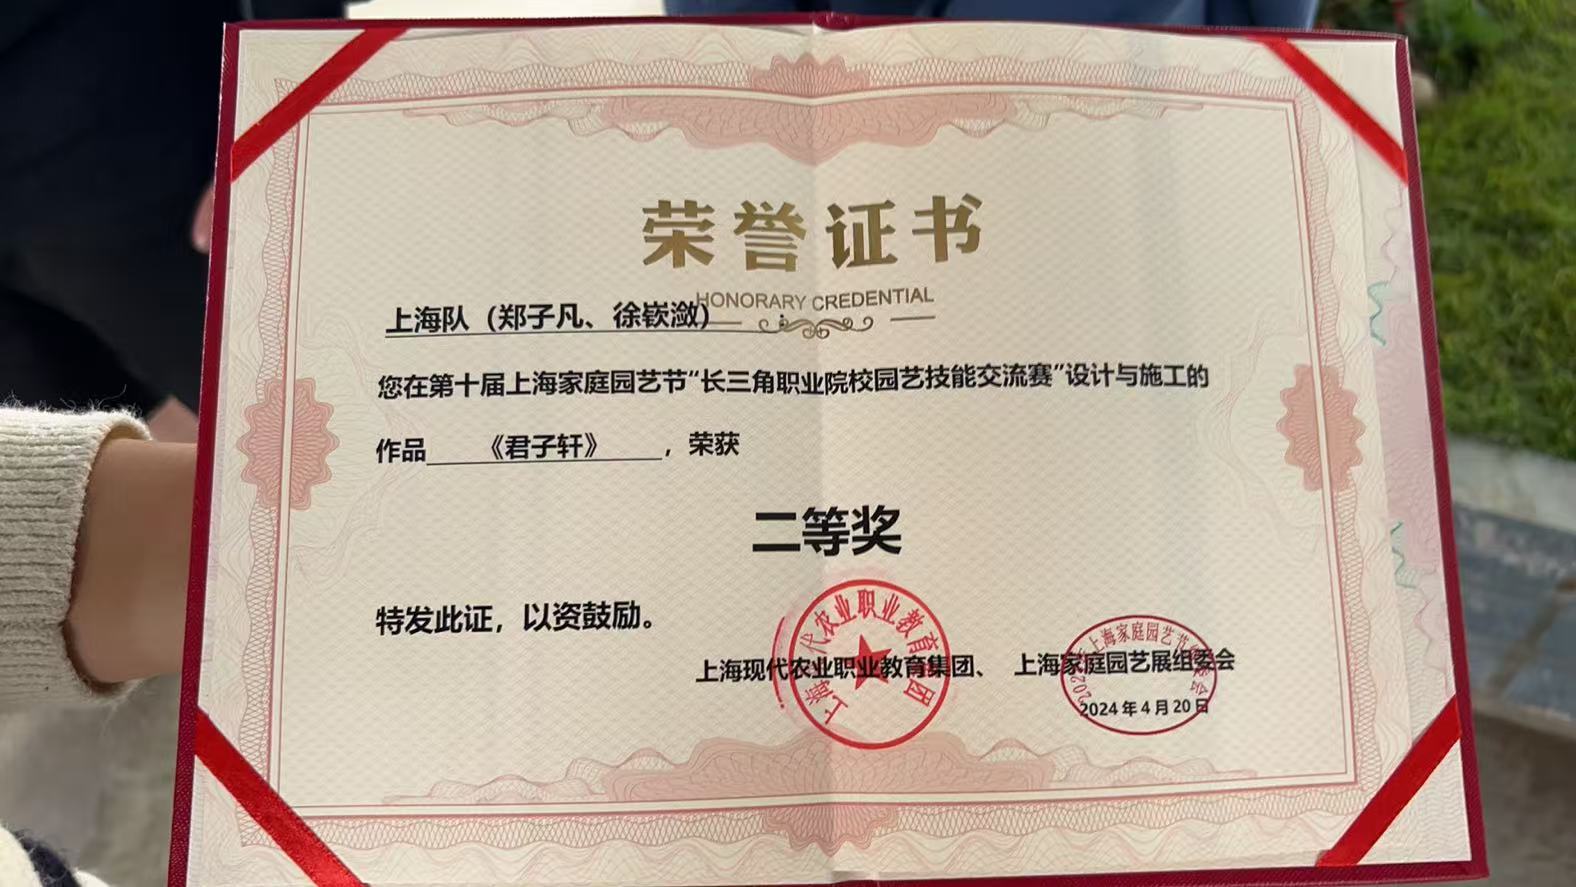 荣誉证书
HONORARY CREDENTIAL
上海队（郑子凡、徐嵚潋）：
您在第十届上海家庭园艺节“长三角职业院校园艺技能交流赛”设计与施工的
作品《君子轩》，荣获
二等奖
特发此证，以资鼓励。
上海现代农业职业教育集团、 上海家庭园艺展组委会
2024年4月20日